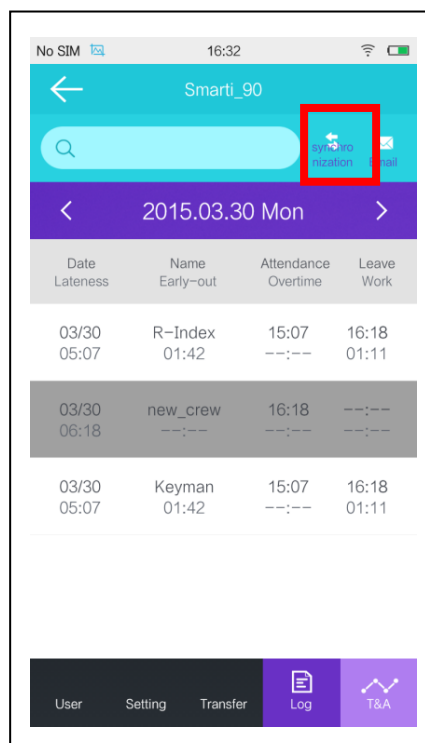 No SIM 16:32
Smarti_90
synchro
nization Email
2015.03.30 Mon
Date Name Attendance Leave
Lateness Early-out Overtime Work
03/30 R-Index 15:07 16:18
05:07 01:42 --:-- 01:11
03/30 new_crew 16:18 --:--
06:18 --:-- --:-- --:--
03/30 Keyman 15:07 16:18
05:07 01:42 --:-- 01:11
User Setting Transfer Log T&A